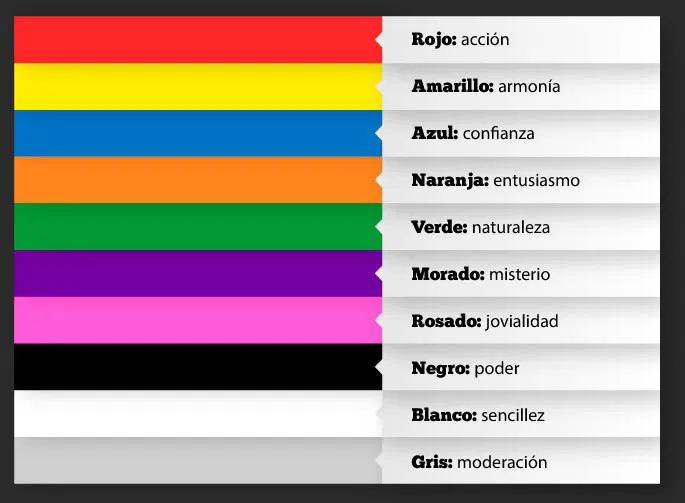 Rojo: acción
Amarillo: armonía
Azul: confianza
Naranja: entusiasmo
Verde: naturaleza
Morado: misterio
Rosado: jovialidad
Negro: poder
Blanco: sencillez
Gris: moderación